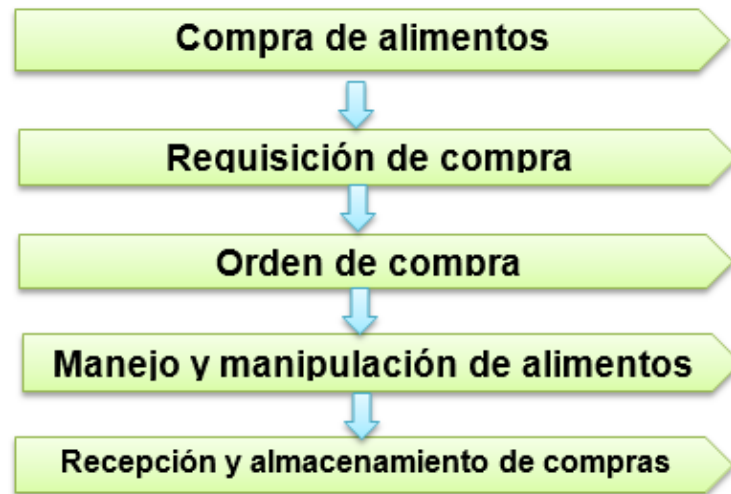 Compra de alimentos
Requisición de compra
Orden de compra
Manejo y manipulación de alimentos
Recepción y almacenamiento de compras